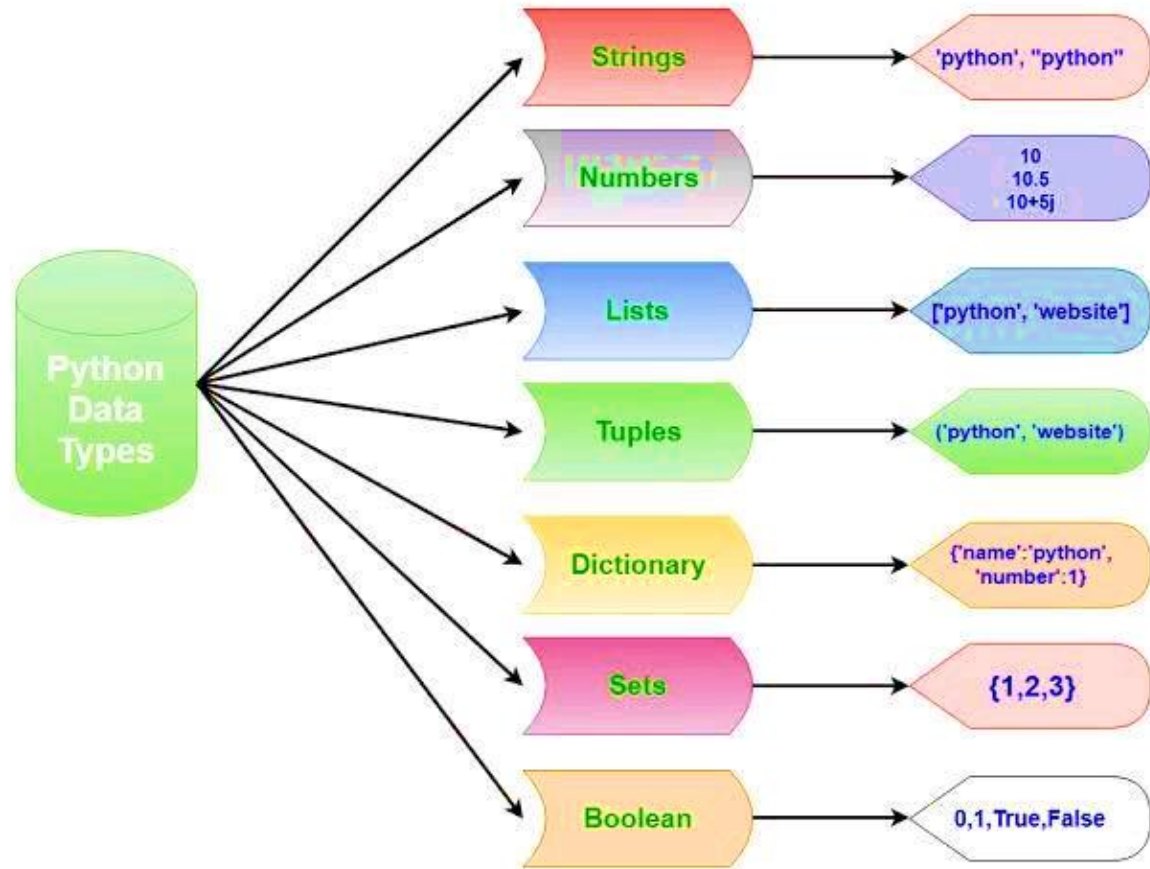 Python
Data
Types
Strings
'python', "python"
Numbers
10
10.5
10+5j
Lists
['python', 'website']
Tuples
('python', 'website')
Dictionary
{'name':'python',
'number':1}
Sets
{1,2,3}
Boolean
0,1,True,False